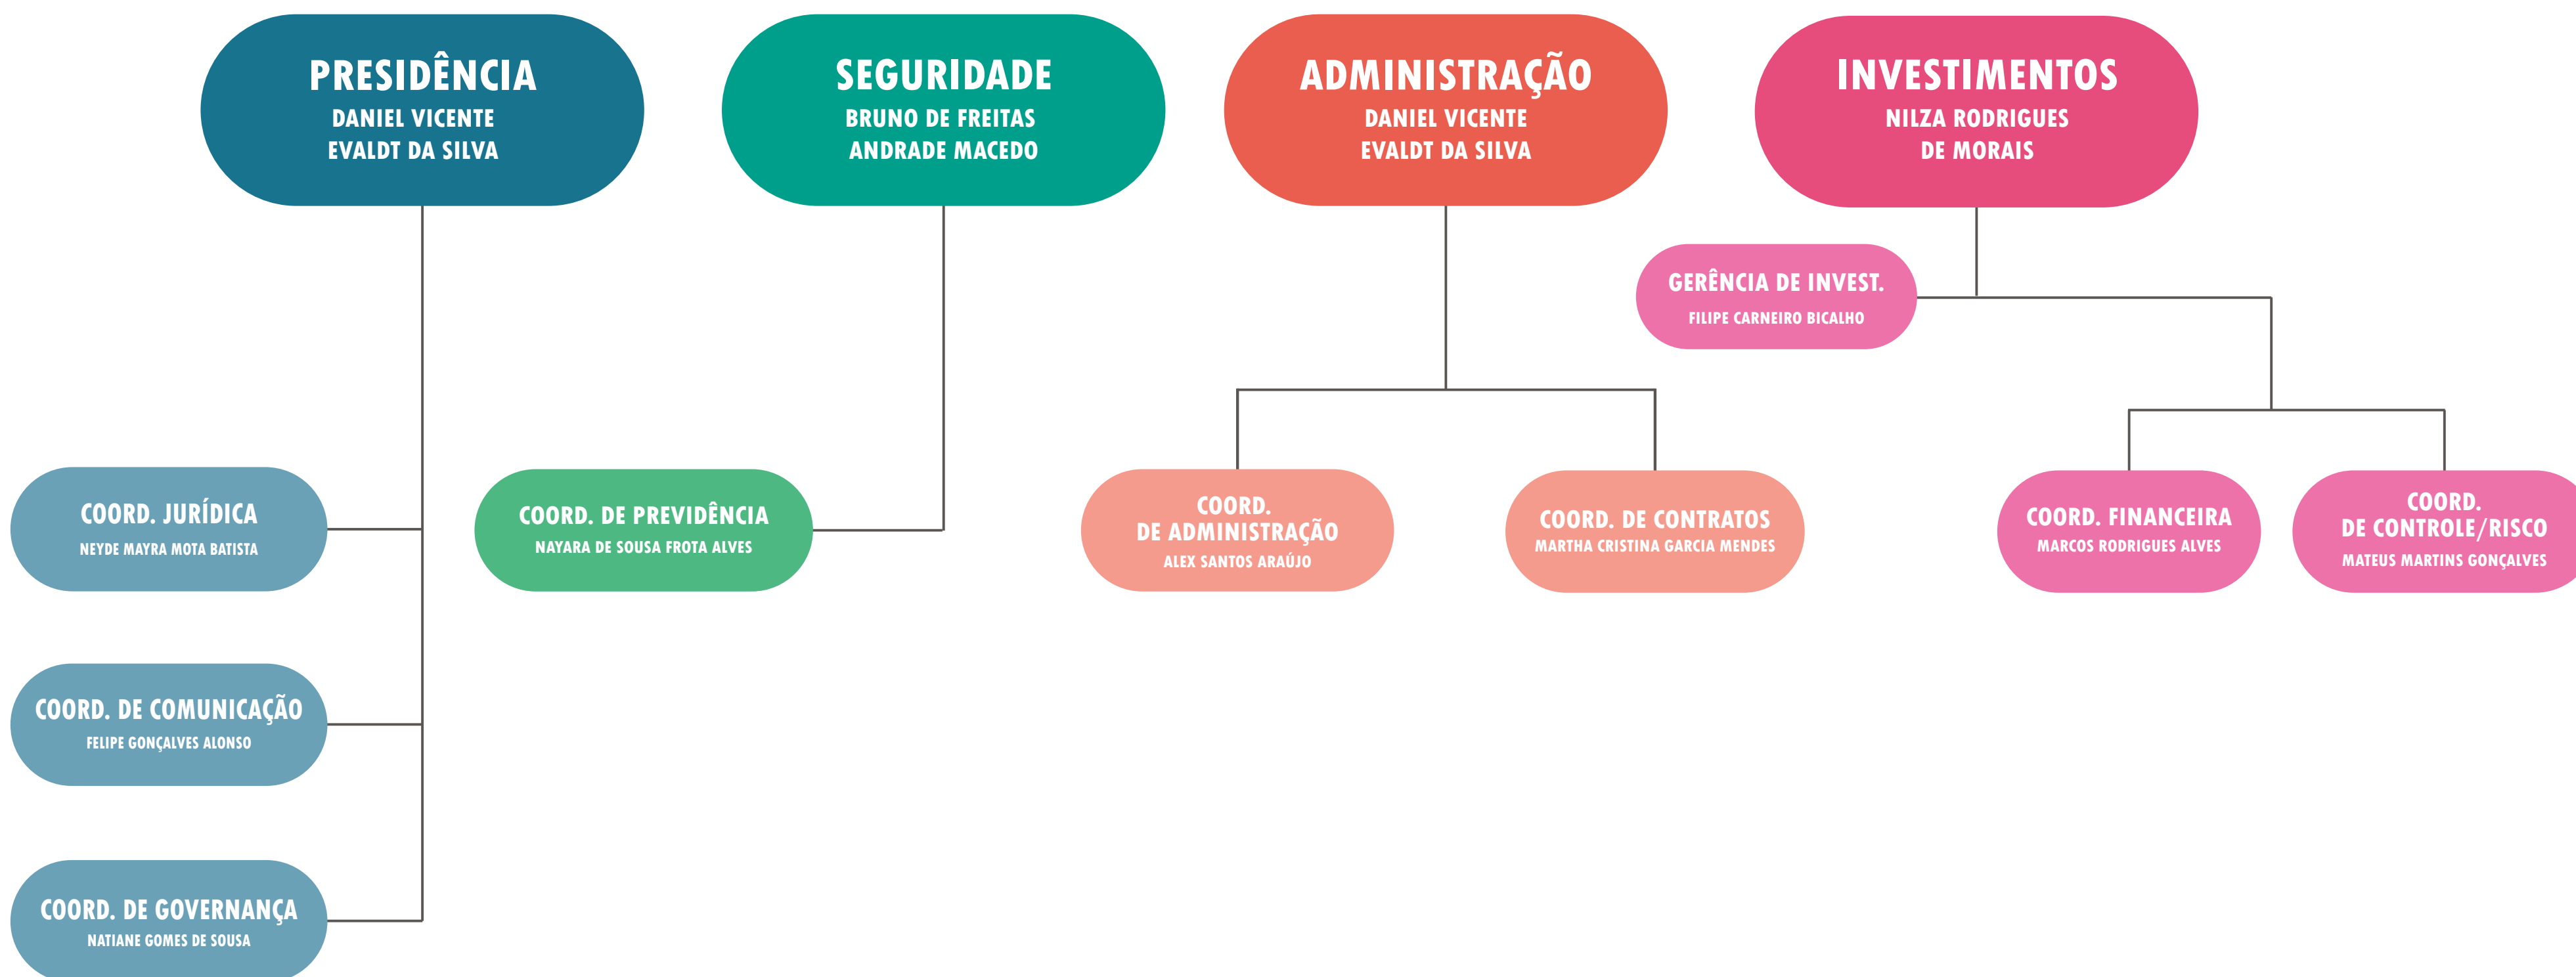 PRESIDÊNCIA
DANIEL VICENTE
EVALDT DA SILVA
SEGURIDADE
BRUNO DE FREITAS
ANDRADE MACEDO
ADMINISTRAÇÃO
DANIEL VICENTE
EVALDT DA SILVA
INVESTIMENTOS
NILZA RODRIGUES
DE MORAIS
GERÊNCIA DE INVEST.
FILIPE CARNEIRO BICALHO
COORD. JURÍDICA
NEYDE MAYRA MOTA BATISTA
COORD. DE PREVIDÊNCIA
NAYARA DE SOUSA FROTA ALVES
COORD.
DE ADMINISTRAÇÃO
ALEX SANTOS ARAÚJO
COORD. DE CONTRATOS
MARTHA CRISTINA GARCIA MENDES
COORD. FINANCEIRA
MARCOS RODRIGUES ALVES
COORD.
DE CONTROLE/RISCO
MATEUS MARTINS GONÇALVES
COORD. DE COMUNICAÇÃO
FELIPE GONÇALVES ALONSO
COORD. DE GOVERNANÇA
NATIANE GOMES DE SOUSA